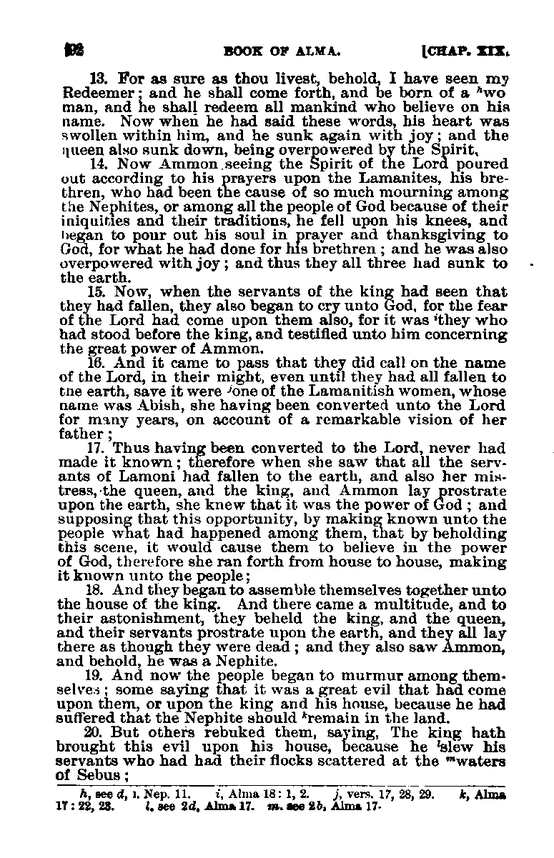 292 BOOK OF ALMA. [CHAP. XIX.
13. For as sure as thou livest, behold, I have seen my
Redeemer; and he shall come forth, and be born of a ʰwo
man, and he shall redeem all mankind who believe on his
name. Now when he had said these words, his heart was
swollen within him, and he sunk again with joy; and the
queen also sunk down, being overpowered by the Spirit.
14. Now Ammon seeing the Spirit of the Lord poured
out according to his prayers upon the Lamanites, his bre-
thren, who had been the cause of so much mourning among
the Nephites, or among all the people of God because of their
iniquities and their traditions, he fell upon his knees, and
began to pour out his soul in prayer and thanksgiving to
God, for what he had done for his brethren; and he was also
overpowered with joy; and thus they all three had sunk to
the earth.
15. Now, when the servants of the king had seen that
they had fallen, they also began to cry unto God, for the fear
of the Lord had come upon them also, for it was ⁱthey who
had stood before the king, and testified unto him concerning
the great power of Ammon.
16. And it came to pass that they did call on the name
of the Lord, in their might, even until they had all fallen to
the earth, save it were ʲone of the Lamanitish women, whose
name was Abish, she having been converted unto the Lord
for many years, on account of a remarkable vision of her
father;
17. Thus having been converted to the Lord, never had
made it known; therefore when she saw that all the serv-
ants of Lamoni had fallen to the earth, and also her mis-
tress, the queen, and the king, and Ammon lay prostrate
upon the earth, she knew that it was the power of God; and
supposing that this opportunity, by making known unto the
people what had happened among them, that by beholding
this scene, it would cause them to believe in the power
of God, therefore she ran forth from house to house, making
it known unto the people;
18. And they began to assemble themselves together unto
the house of the king. And there came a multitude, and to
their astonishment, they beheld the king, and the queen,
and their servants prostrate upon the earth, and they all lay
there as though they were dead; and they also saw Ammon,
and behold, he was a Nephite.
19. And now the people began to murmur among them-
selves; some saying that it was a great evil that had come
upon them, or upon the king and his house, because he had
suffered that the Nephite should ᵏremain in the land.
20. But others rebuked them, saying, The king hath
brought this evil upon his house, because he ˡslew his
servants who had had their flocks scattered at the ᵐwaters
of Sebus;
h, see d, 1. Nep. 11. i, Alma 18: 1, 2. j, vers. 17, 28, 29. k, Alma
17: 22, 23. l, see 2d, Alma 17. m, see 2b, Alma 17.